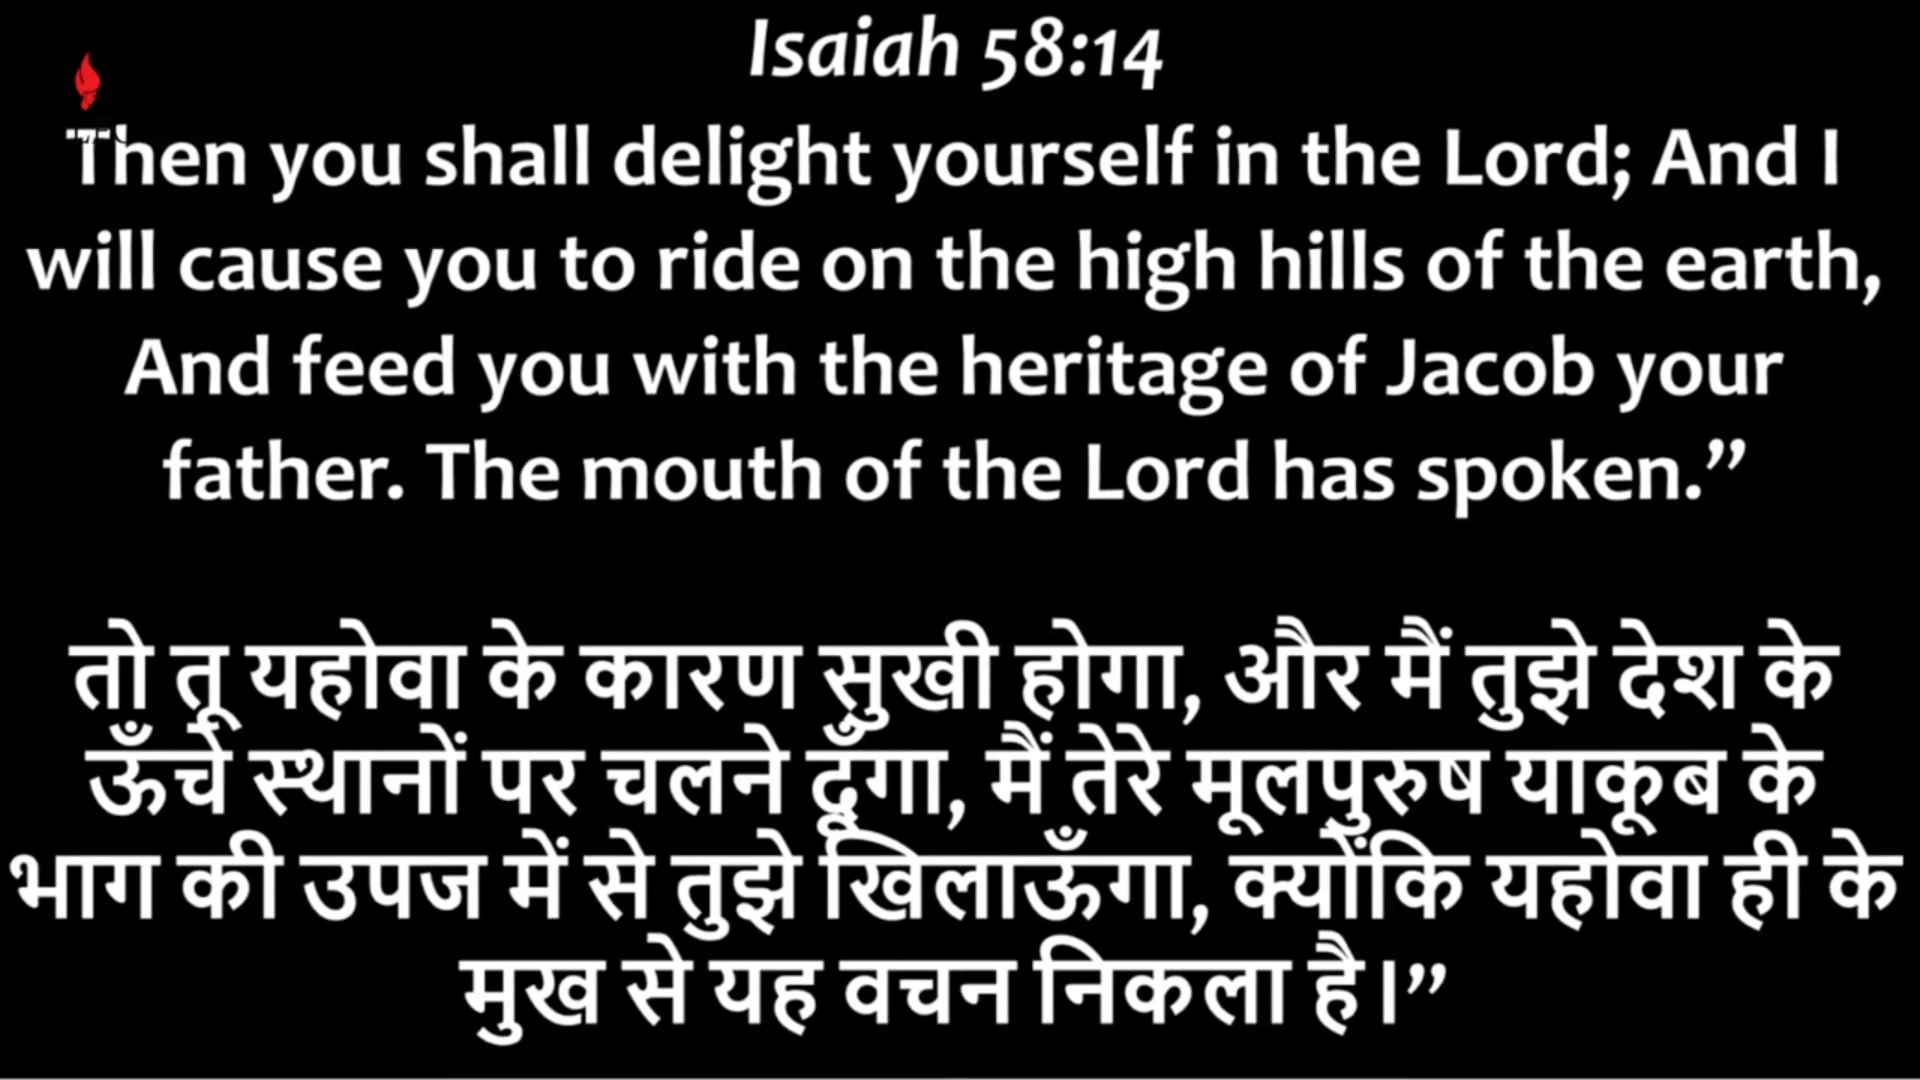 Isaiah 58:14
Then you shall delight yourself in the Lord; And I
will cause you to ride on the high hills of the earth,
And feed you with the heritage of Jacob your
father. The mouth of the Lord has spoken.”
तो तू यहोवा के कारण सुखी होगा, और मैं तुझे देश के
ऊँचे स्थानों पर चलने दूँगा, मैं तेरे मूलपुरुष याकूब के
भाग की उपज में से तुझे खिलाऊँगा, क्योंकि यहोवा ही के
मुख से यह वचन निकला है।”